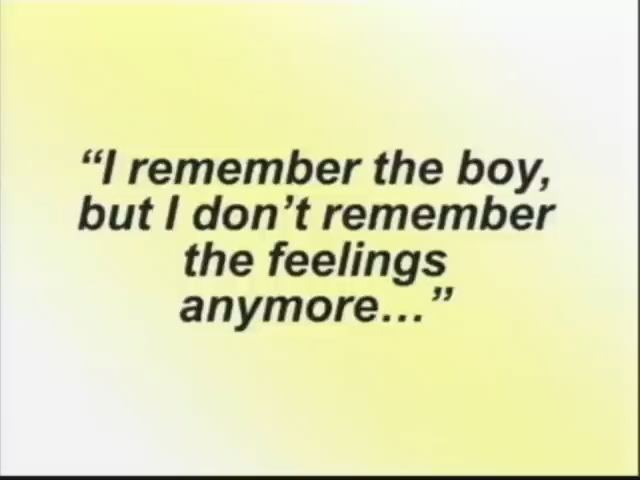 “I remember the boy,
but I don’t remember
the feelings
anymore…”